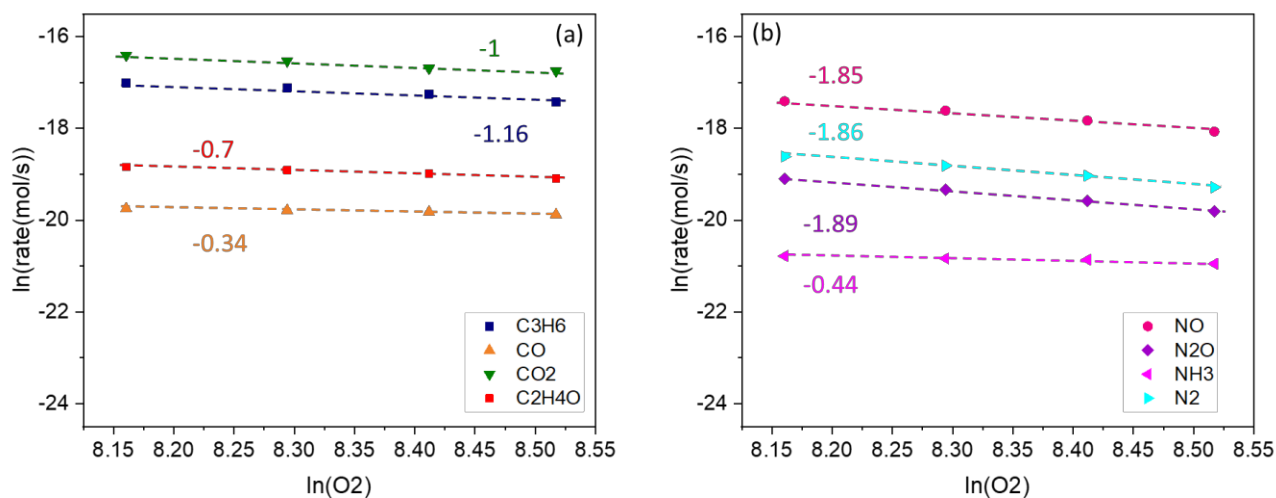 (a)
ln(rate(mol/s))
-16
-18
-20
-22
-24
-1
-1.16
-0.7
-0.34
C3H6
CO
CO2
C2H4O
8.15 8.20 8.25 8.30 8.35 8.40 8.45 8.50 8.55
ln(O2)
(b)
ln(rate(mol/s))
-16
-18
-20
-22
-24
-1.85
-1.86
-1.89
-0.44
NO
N2O
NH3
N2
8.15 8.20 8.25 8.30 8.35 8.40 8.45 8.50 8.55
ln(O2)